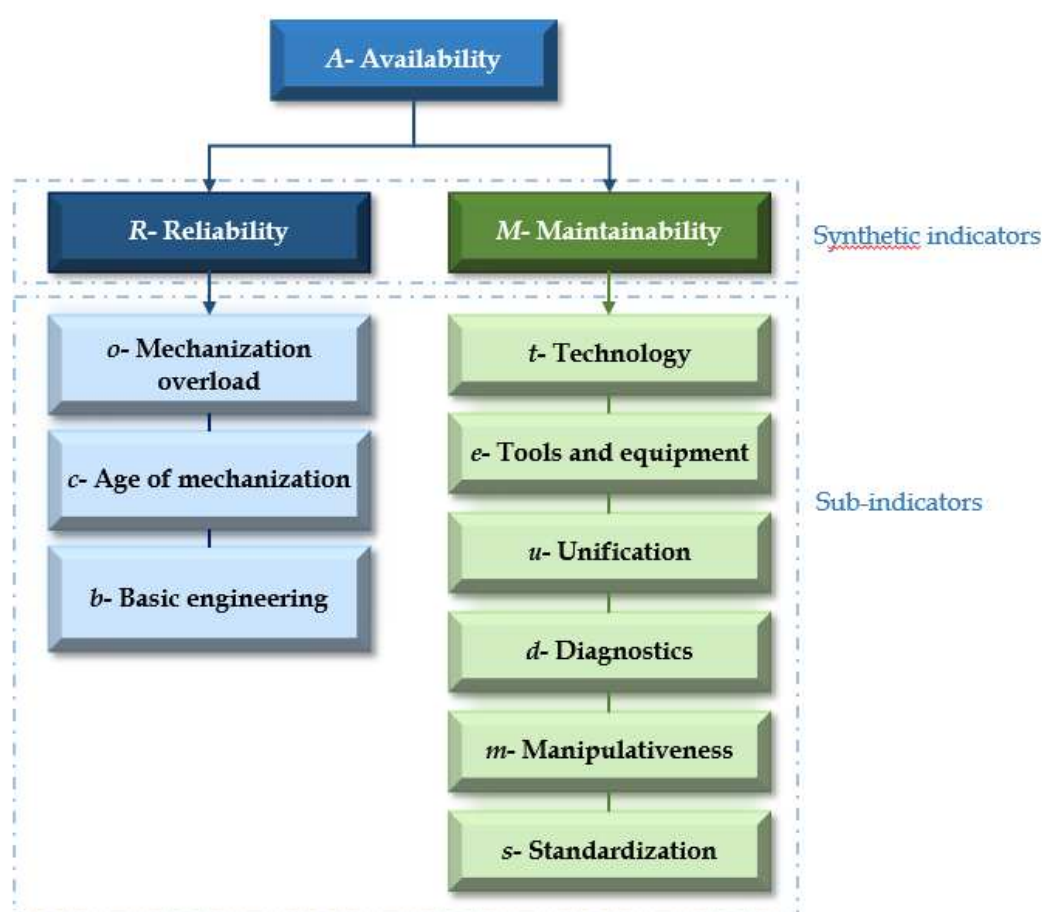 A- Availability
R- Reliability
M- Maintainability
Synthetic indicators
o- Mechanization
overload
c- Age of mechanization
b- Basic engineering
t- Technology
e- Tools and equipment
u- Unification
d- Diagnostics
m- Manipulativeness
s- Standardization
Sub-indicators